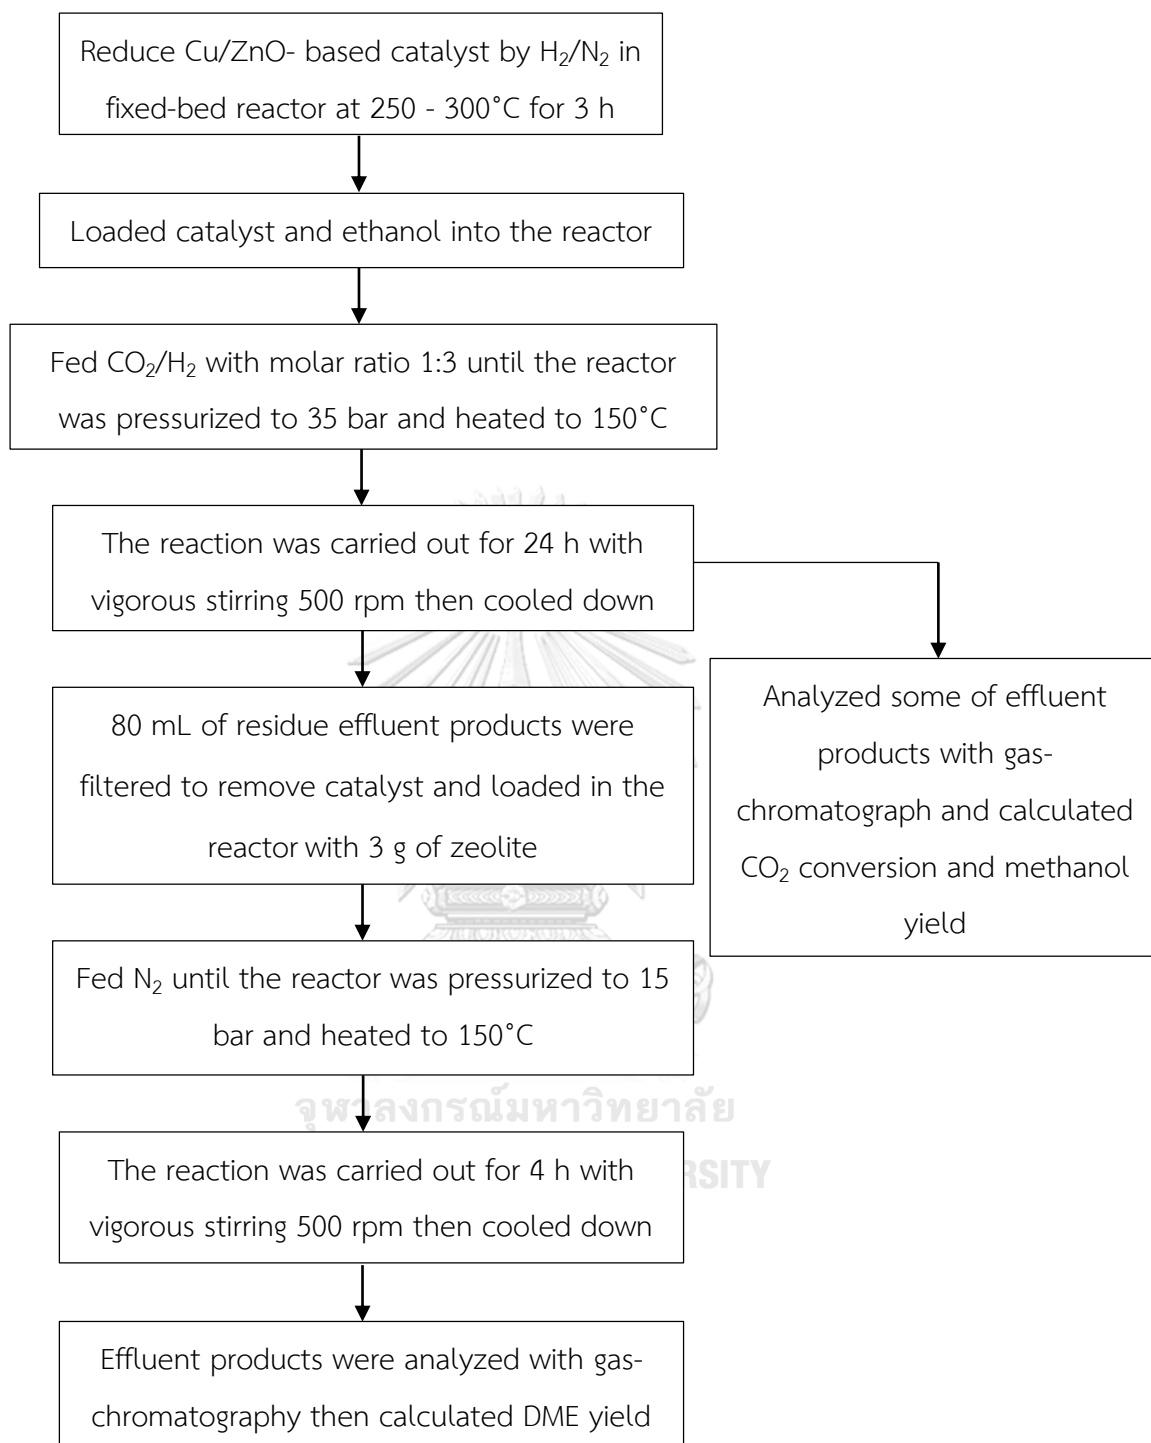 Reduce Cu/ZnO- based catalyst by H₂/N₂ in
fixed-bed reactor at 250 - 300°C for 3 h
Loaded catalyst and ethanol into the reactor
Fed CO₂/H₂ with molar ratio 1:3 until the reactor
was pressurized to 35 bar and heated to 150°C
The reaction was carried out for 24 h with
vigorous stirring 500 rpm then cooled down
80 mL of residue effluent products were
filtered to remove catalyst and loaded in the
reactor with 3 g of zeolite
Analyzed some of effluent
products with gas-
chromatograph and calculated
CO₂ conversion and methanol
yield
Fed N₂ until the reactor was pressurized to 15
bar and heated to 150°C
จุฬาลงกรณ์มหาวิทยาลัย
The reaction was carried out for 4 h with
vigorous stirring 500 rpm then cooled down
RSITY
Effluent products were analyzed with gas-
chromatography then calculated DME yield